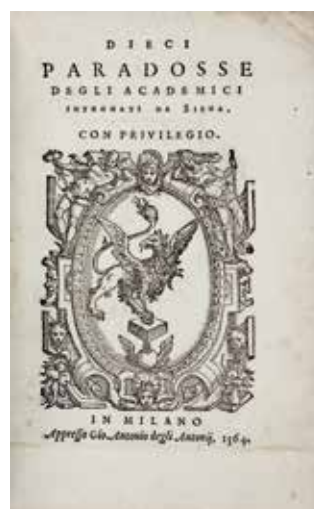 DIECI
PARADOSSE
DEGLI ACADEMICI
INTRONATI DA SIENA.
CON PRIVILEGIO.
IN MILANO
Appresso Gio. Antonio degli Antonij, 1564.